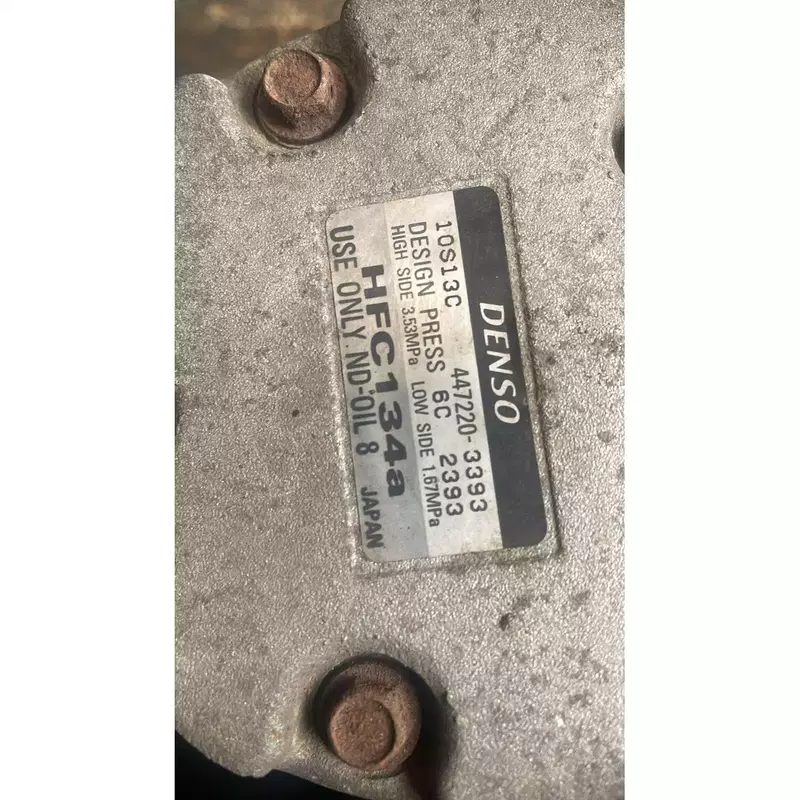 DENSO
10S13C 447220-3393
DESIGN PRESS 6C 2393
HIGH SIDE 3.53MPa LOW SIDE 1.67MPa
HFC134a
USE ONLY ND-OIL 8 JAPAN